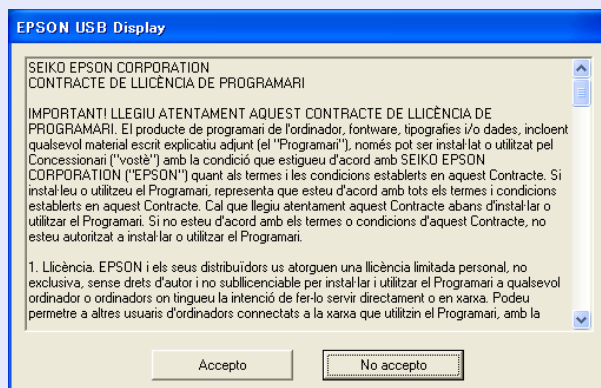 EPSON USB Display
SEIKO EPSON CORPORATION
CONTRACTE DE LLICÈNCIA DE PROGRAMARI
IMPORTANT! LLEGIU ATENTAMENT AQUEST CONTRACTE DE LLICÈNCIA DE
PROGRAMARI. El producte de programari de l'ordinador, fontware, tipografies i/o dades, incloent
qualsevol material escrit explicatiu adjunt (el "Programari"), només pot ser instal·lat o utilitzat pel
Concessionari ("vostè") amb la condició que estigueu d'acord amb SEIKO EPSON
CORPORATION ("EPSON") quant als termes i les condicions establerts en aquest Contracte. Si
instal·leu o utilitzeu el Programari, representa que esteu d'acord amb tots els termes i condicions
establerts en aquest Contracte. Cal que llegiu atentament aquest Contracte abans d'instal·lar o
utilitzar el Programari. Si no esteu d'acord amb els termes o condicions d'aquest Contracte, no
esteu autoritzat a instal·lar o utilitzar el Programari.
1. Llicència. EPSON i els seus distribuïdors us atorguen una llicència limitada personal, no
exclusiva, sense drets d'autor i no subllicenciable per instal·lar i utilitzar el Programari a qualsevol
ordinador o ordinadors on tingueu la intenció de fer-lo servir directament o en xarxa. Podeu
permetre a altres usuaris d'ordinadors connectats a la xarxa que utilitzin el Programari, amb la
Accepto
No accepto